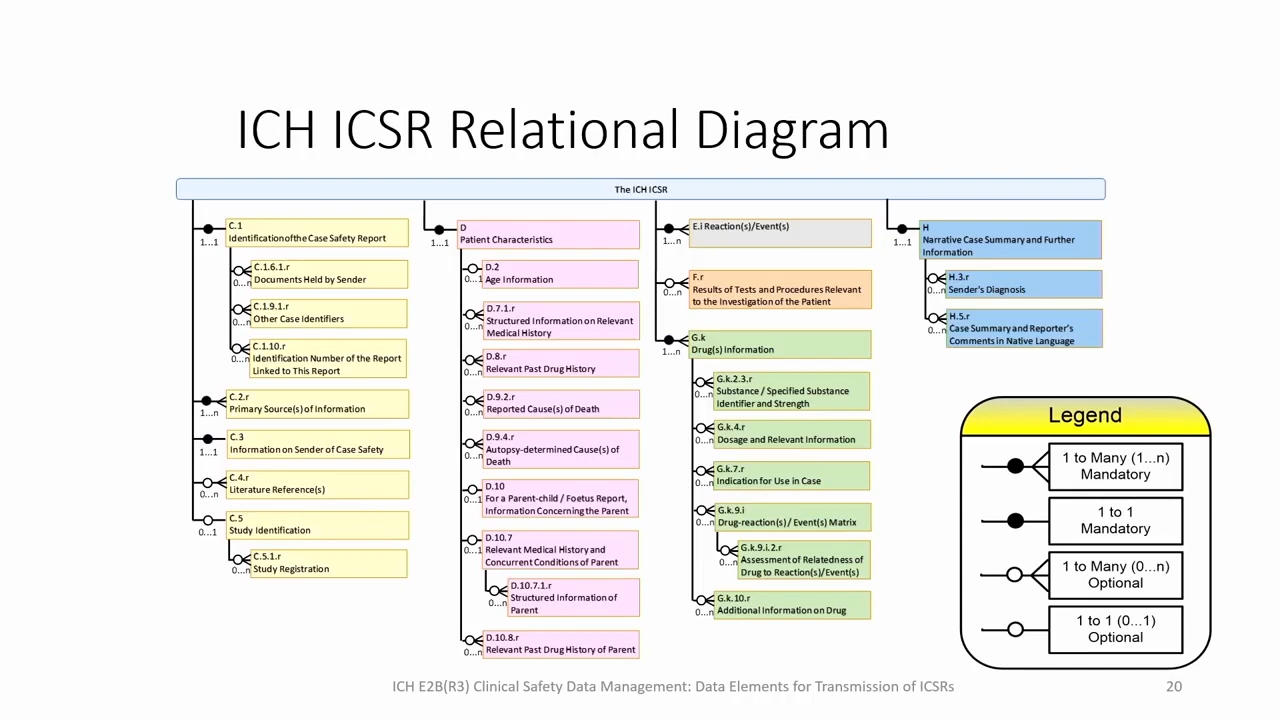 ICH ICSR Relational Diagram
The ICH ICSR
C.1
IdentificationoftheCase Safety Report
1...1
C.1.6.1.r
Documents Held by Sender
0...n
C.1.9.1.r
Other Case Identifiers
0...n
C.1.10.r
Identification Number of the Report
Linked to This Report
0...n
C.2.r
Primary Source(s) of Information
1...n
C.3
Information on Sender of Case Safety
1...1
C.4.r
Literature Reference(s)
0...n
C.5
Study Identification
0...1
C.5.1.r
Study Registration
0...n
D
Patient Characteristics
1...1
D.2
Age Information
0...1
D.7.1.r
Structured Information on Relevant
Medical History
0...n
D.8.r
Relevant Past Drug History
0...n
D.9.2.r
Reported Cause(s) of Death
0...n
D.9.4.r
Autopsy-determined Cause(s) of
Death
0...n
D.10
For a Parent-child / Foetus Report,
Information Concerning the Parent
0...1
D.10.7
Relevant Medical History and
Concurrent Conditions of Parent
0...1
D.10.7.1.r
Structured Information of
Parent
0...n
D.10.8.r
Relevant Past Drug History of Parent
0...n
E.i Reaction(s)/Event(s)
1...n
F.r
Results of Tests and Procedures Relevant
to the Investigation of the Patient
0...n
G.k
Drug(s) Information
1...n
G.k.2.3.r
Substance / Specified Substance
Identifier and Strength
0...n
G.k.4.r
Dosage and Relevant Information
0...n
G.k.7.r
Indication for Use in Case
0...n
G.k.9.i
Drug-reaction(s) / Event(s) Matrix
0...n
G.k.9.i.2.r
Assessment of Relatedness of
Drug to Reaction(s)/Event(s)
0...n
G.k.10.r
Additional Information on Drug
0...n
H
Narrative Case Summary and Further
Information
1...1
H.3.r
Sender's Diagnosis
0...n
H.5.r
Case Summary and Reporter's
Comments in Native Language
0...n
Legend
1 to Many (1...n)
Mandatory
1 to 1
Mandatory
1 to Many (0...n)
Optional
1 to 1 (0...1)
Optional
ICH E2B(R3) Clinical Safety Data Management: Data Elements for Transmission of ICSRs
20